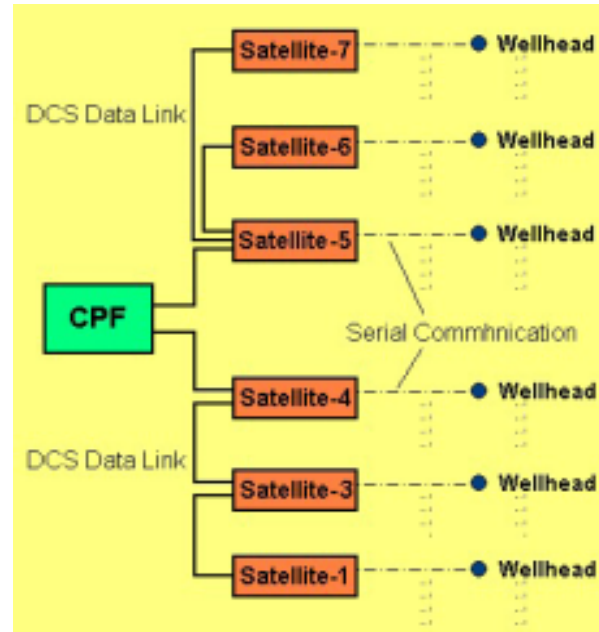 Satellite-7
Wellhead
DCS Data Link
Satellite-6
Wellhead
Satellite-5
Wellhead
CPF
Serial Commhnication
Satellite-4
Wellhead
DCS Data Link
Satellite-3
Wellhead
Satellite-1
Wellhead